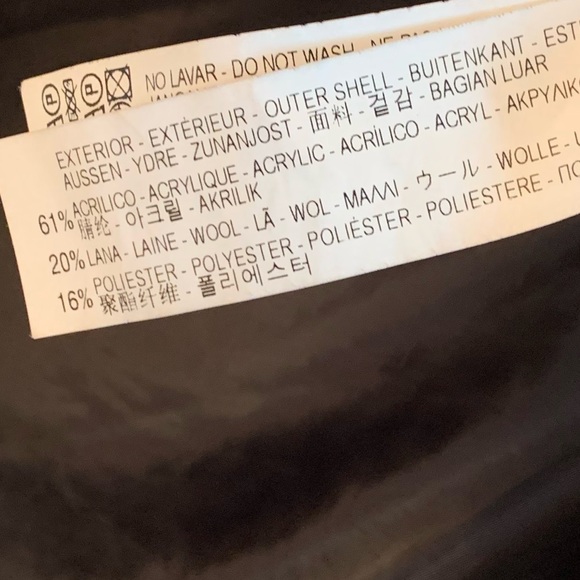 NO LAVAR - DO NOT WASH - NE
EXTERIOR - EXTÉRIEUR - OUTER SHELL - BUITENKANT - EST
AUSSEN - YDRE - ZUNANJOST - 面料 - 겉감 - BAGIAN LUAR
61% ACRILICO - ACRYLIQUE - ACRYLIC - ACRÍLICO - ACRYL - ΑΚΡΥΛΙΚ
腈纶 - 아크릴 - AKRILIK
20% LANA - LAINE - WOOL - LÃ - WOL - ΜΑΛΛΙ - ウール - WOLLE -
16% POLIESTER - POLYESTER - POLIÉSTER - POLIESTERE - ΠΟ
聚酯纤维 - 폴리에스터